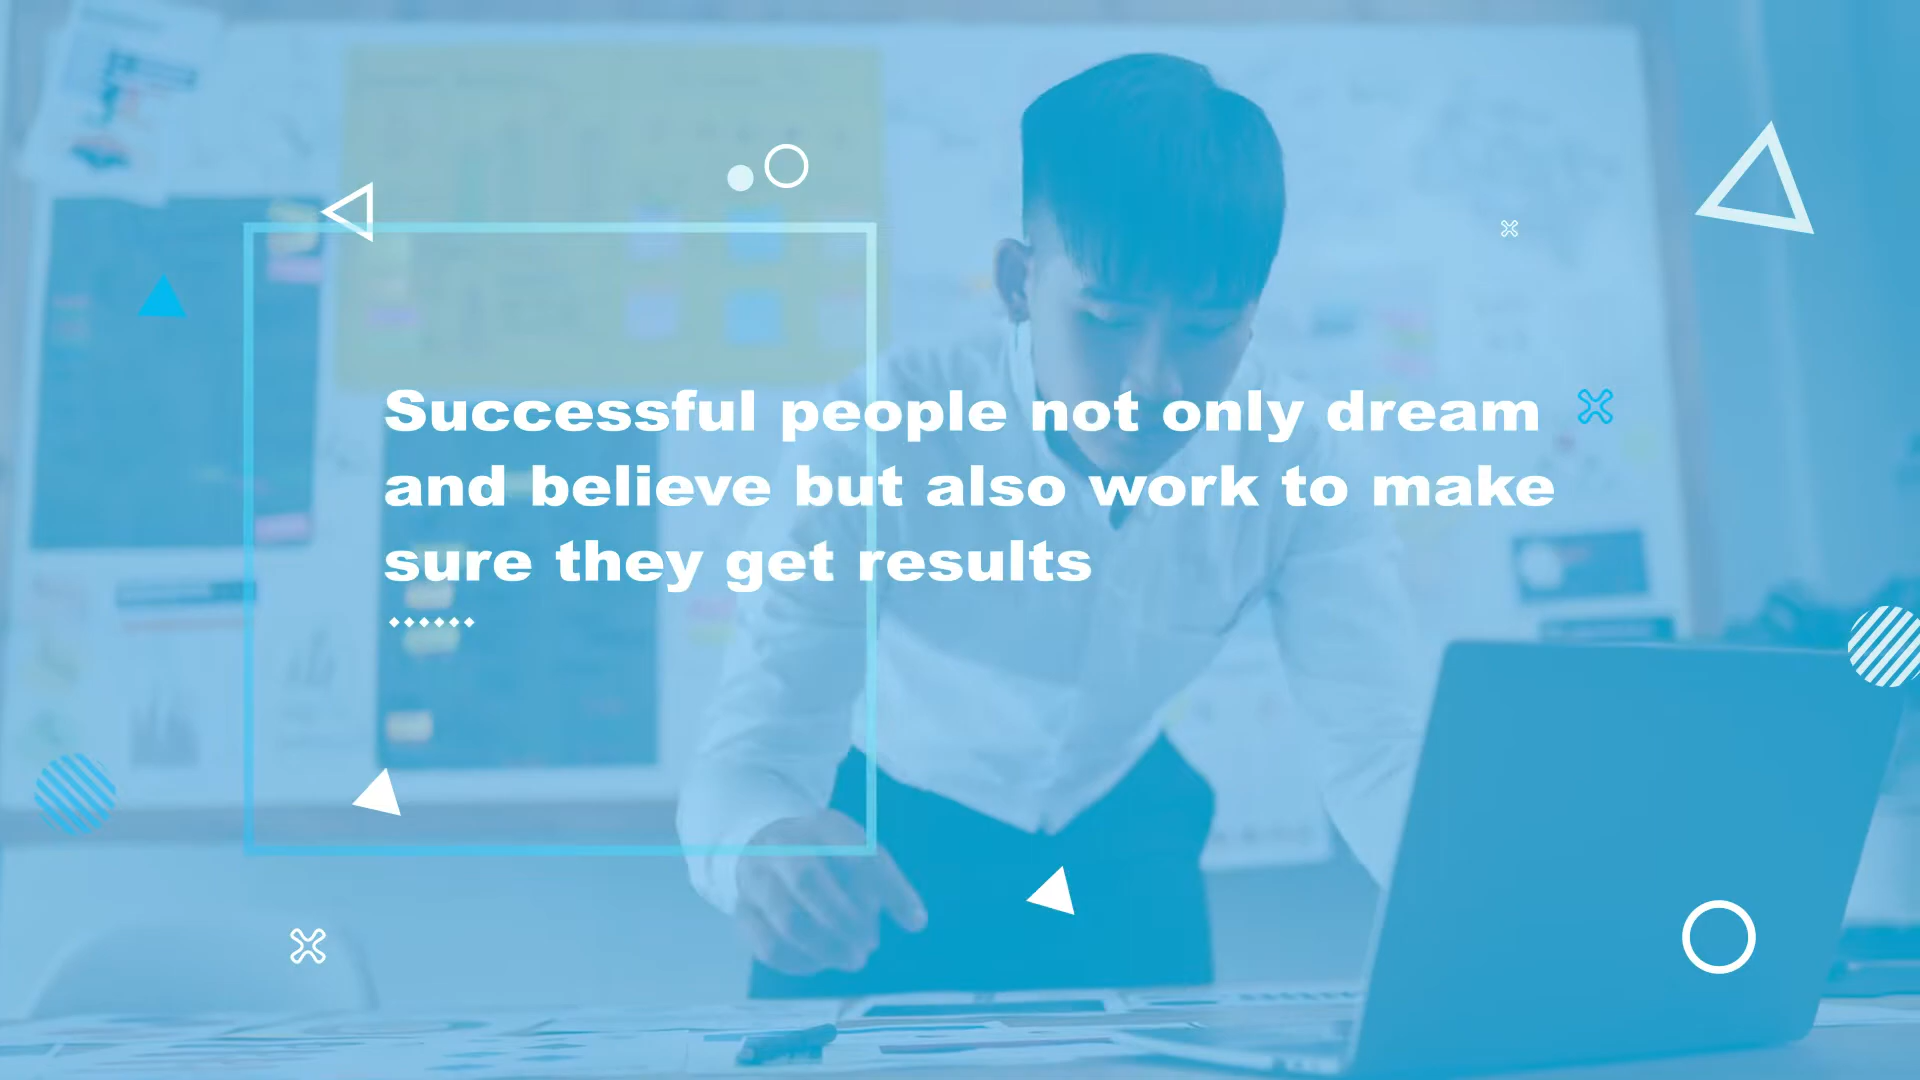 Successful people not only dream
and believe but also work to make
sure they get results